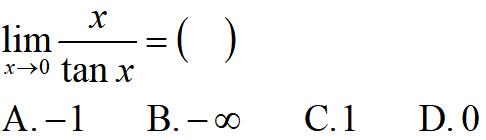 lim x→0 x/tan x = ( )
A. −1 B. −∞ C. 1 D. 0